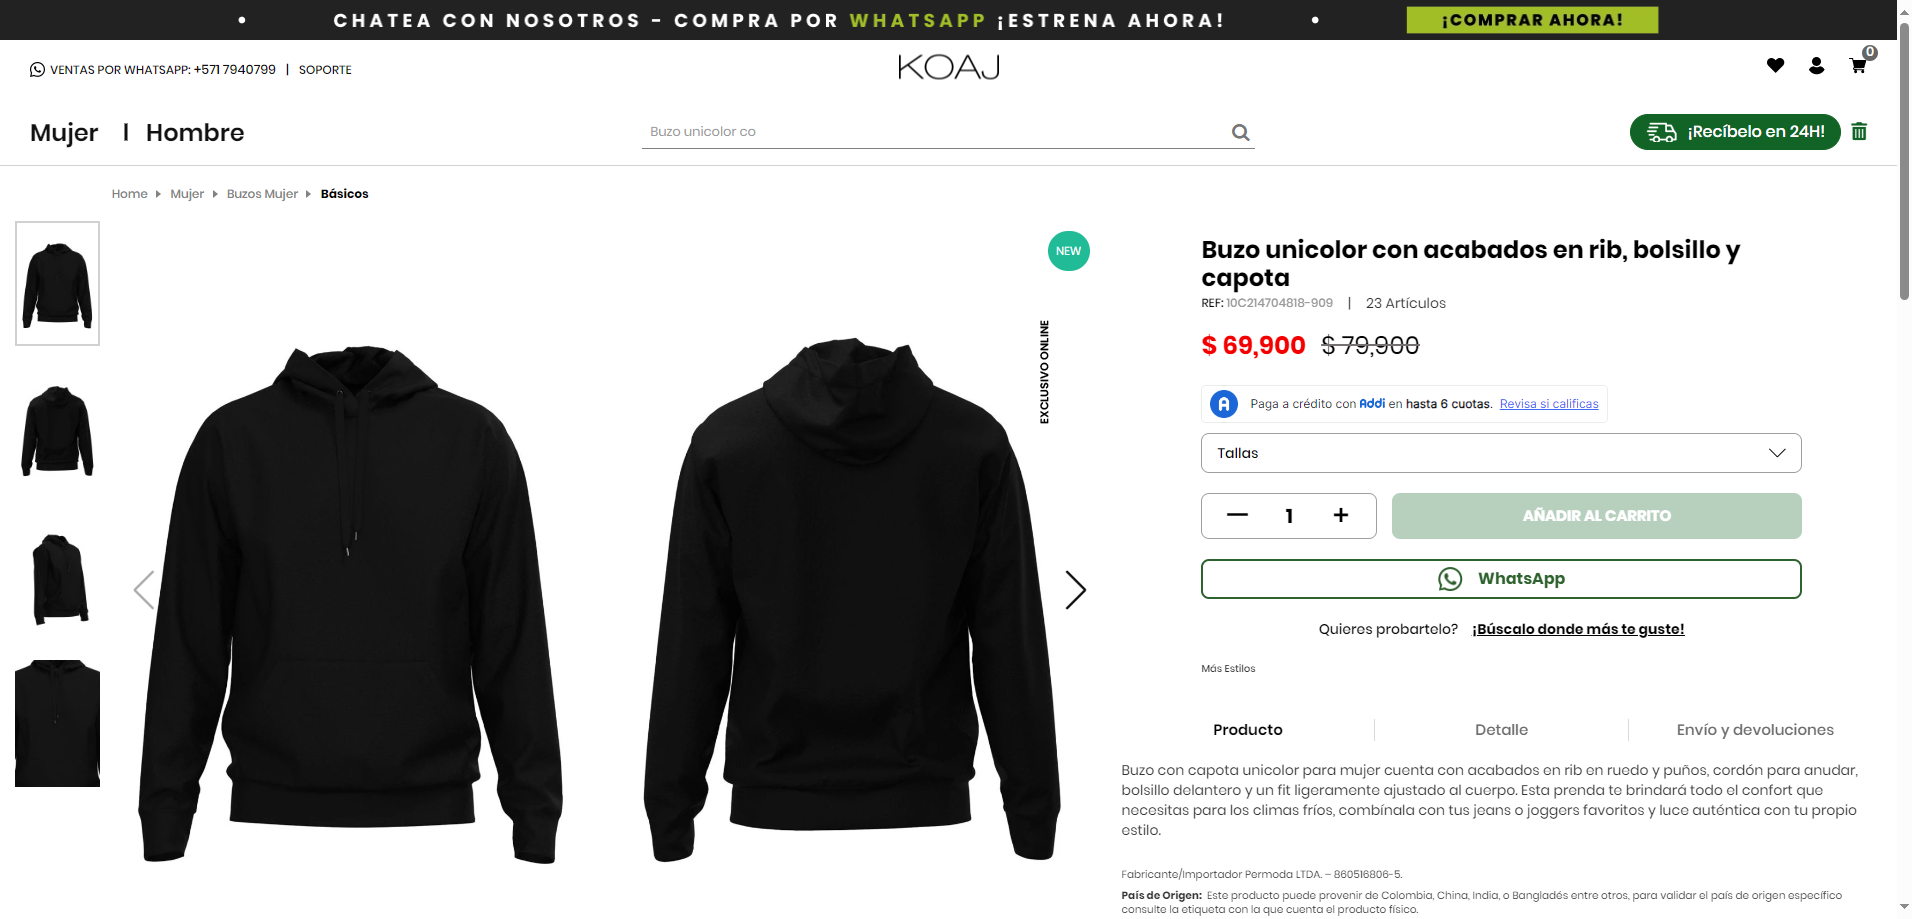 CHATEA CON NOSOTROS - COMPRA POR WHATSAPP ¡ESTRENA AHORA!
¡COMPRAR AHORA!
VENTAS POR WHATSAPP: +571 7940799 | SOPORTE
KOAJ
0
Mujer | Hombre
Buzo unicolor co
¡Recíbelo en 24H!
Home Mujer Buzos Mujer Básicos
NEW
EXCLUSIVO ONLINE
Buzo unicolor con acabados en rib, bolsillo y
capota
REF: 10C214704818-909 | 23 Artículos
$ 69,900 $ 79,900
A Paga a crédito con Addi en hasta 6 cuotas. Revisa si calificas
Tallas
1
AÑADIR AL CARRITO
WhatsApp
Quieres probartelo? ¡Búscalo donde más te guste!
Más Estilos
Producto
Detalle
Envío y devoluciones
Buzo con capota unicolor para mujer cuenta con acabados en rib en ruedo y puños, cordón para anudar,
bolsillo delantero y un fit ligeramente ajustado al cuerpo. Esta prenda te brindará todo el confort que
necesitas para los climas fríos, combínala con tus jeans o joggers favoritos y luce auténtica con tu propio
estilo.
Fabricante/Importador Permoda LTDA. – 860516806-5.
País de Origen: Este producto puede provenir de Colombia, China, India, o Bangladés entre otros, para validar el país de origen específico
consulte la etiqueta con la que cuenta el producto físico.